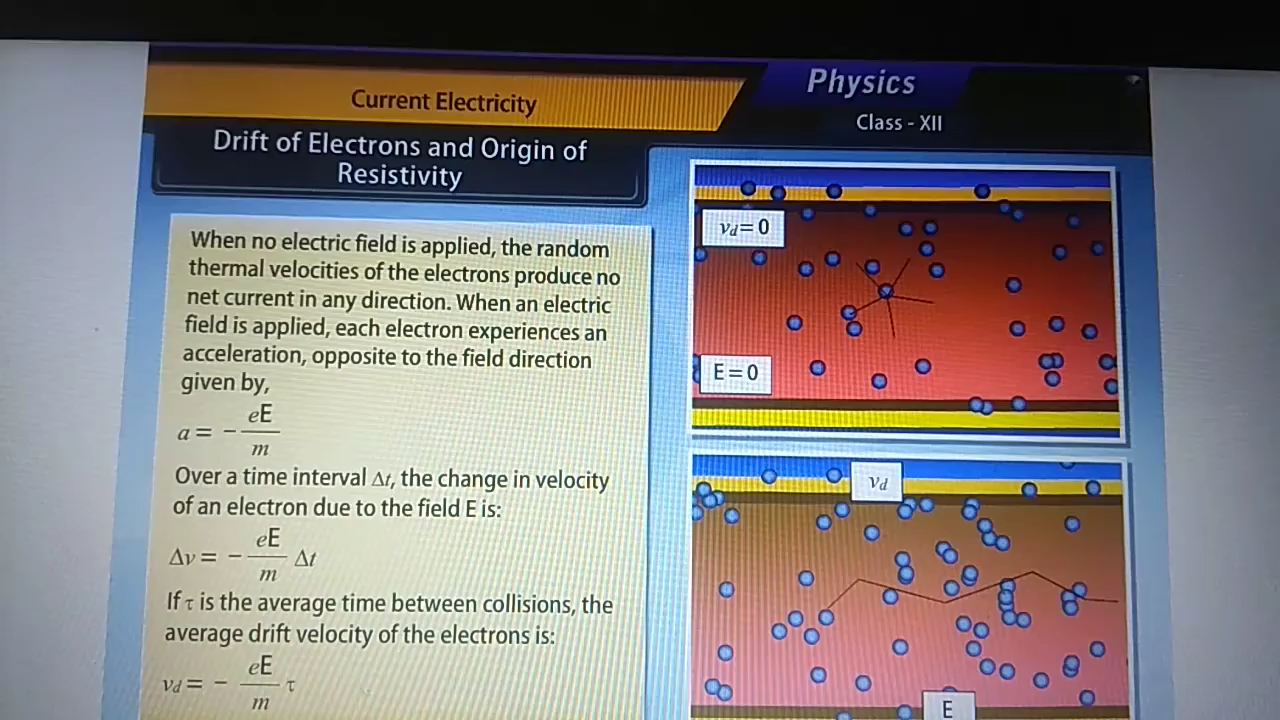 Current Electricity
Physics
Class - XII
Drift of Electrons and Origin of
Resistivity
When no electric field is applied, the random
thermal velocities of the electrons produce no
net current in any direction. When an electric
field is applied, each electron experiences an
acceleration, opposite to the field direction
given by,
a = - eE/m
Over a time interval Δt, the change in velocity
of an electron due to the field E is:
Δv = - eE/m Δt
If τ is the average time between collisions, the
average drift velocity of the electrons is:
vd = - eE/m τ
vd = 0
E = 0
vd
E